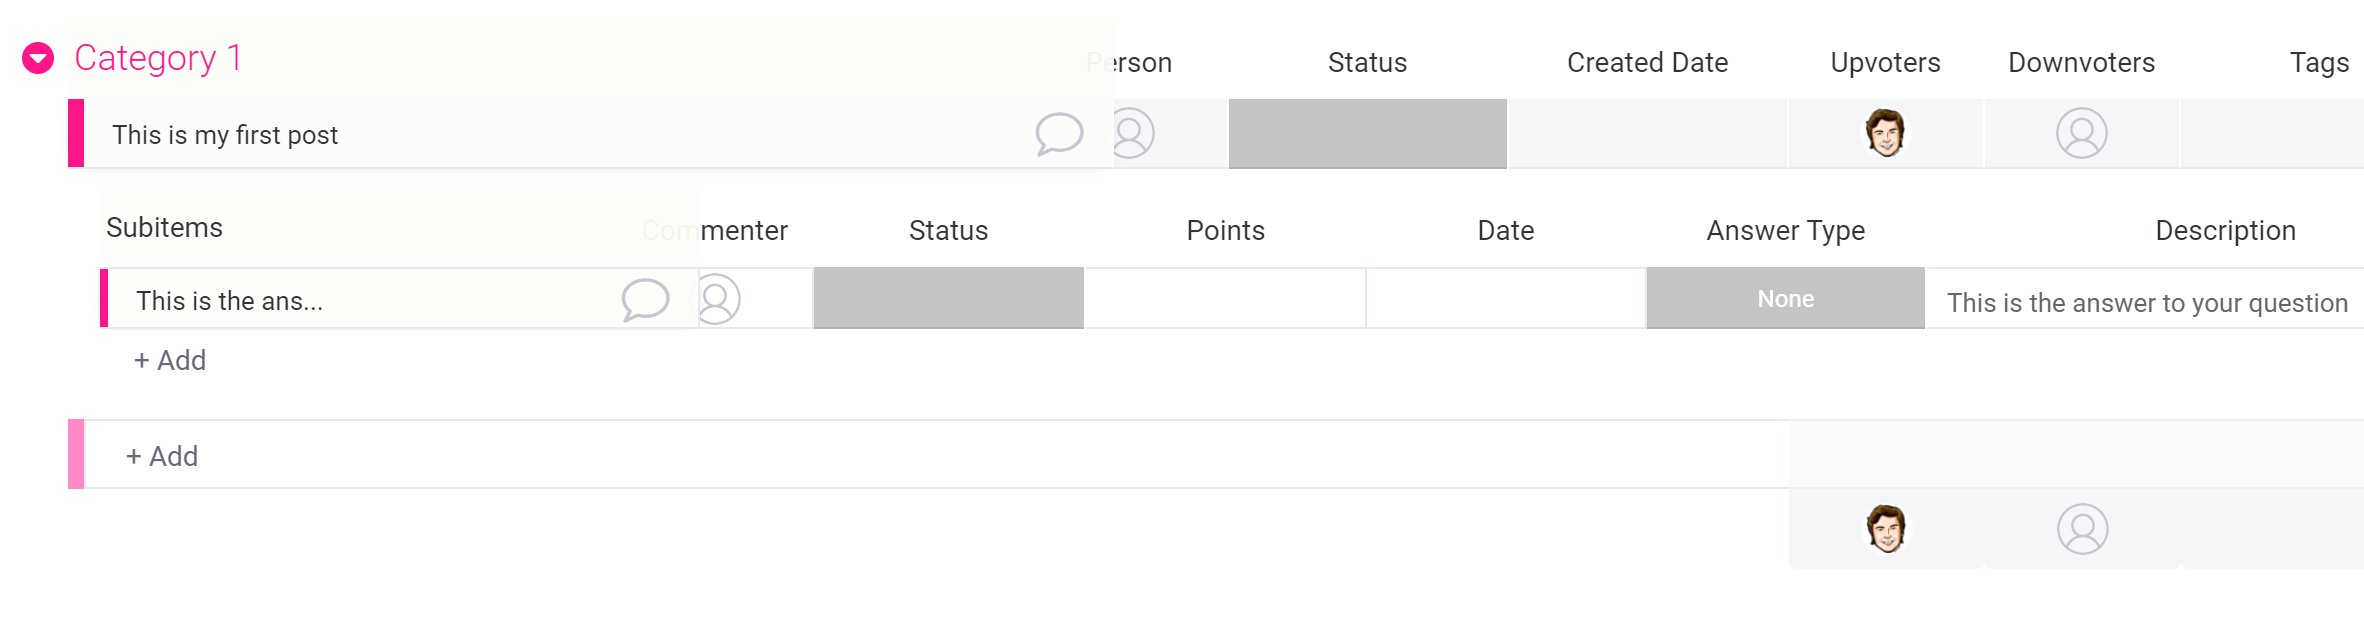 Category 1 Person Status Created Date Upvoters Downvoters Tags
This is my first post
Subitems Commenter Status Points Date Answer Type Description
This is the ans... None This is the answer to your question
+ Add
+ Add